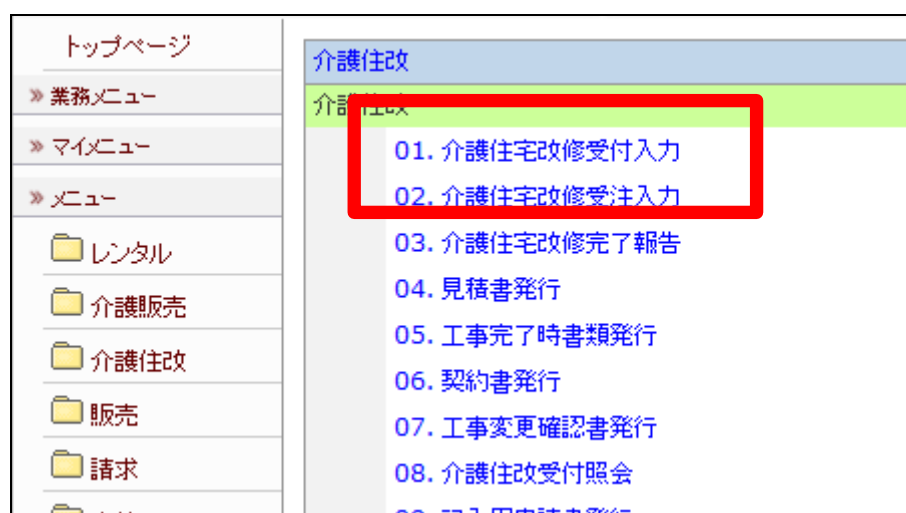 トップページ
業務メニュー
マイメニュー
メニュー
レンタル
介護販売
介護住改
販売
請求
介護住改
介護住改
01. 介護住宅改修受付入力
02. 介護住宅改修受注入力
03. 介護住宅改修完了報告
04. 見積書発行
05. 工事完了時書類発行
06. 契約書発行
07. 工事変更確認書発行
08. 介護住改受付照会